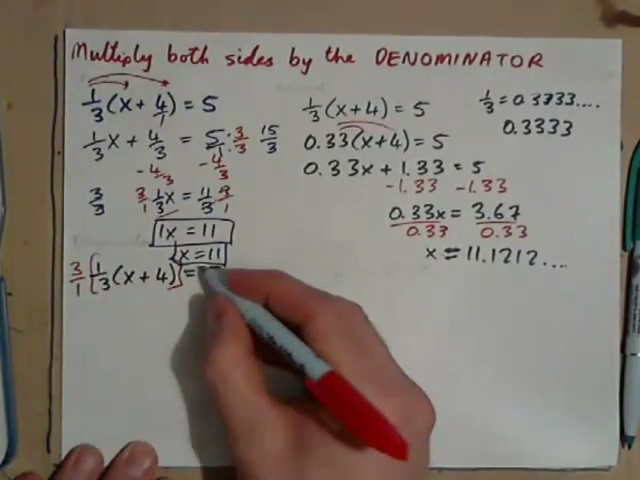 Multiply both sides by the DENOMINATOR
1/3(x + 4/1) = 5
1/3x + 4/3 = 5/1 · 3/3 15/3
-4/3 -4/3
3/3 3/1 1/3x = 11/3 3/1
1x = 11
x = 11
3/1 [1/3(x + 4)] =
1/3(x + 4) = 5
0.33(x + 4) = 5
0.33x + 1.33 = 5
-1.33 -1.33
0.33x = 3.67
0.33 0.33
x = 11.1212....
1/3 = 0.3333....
0.3333